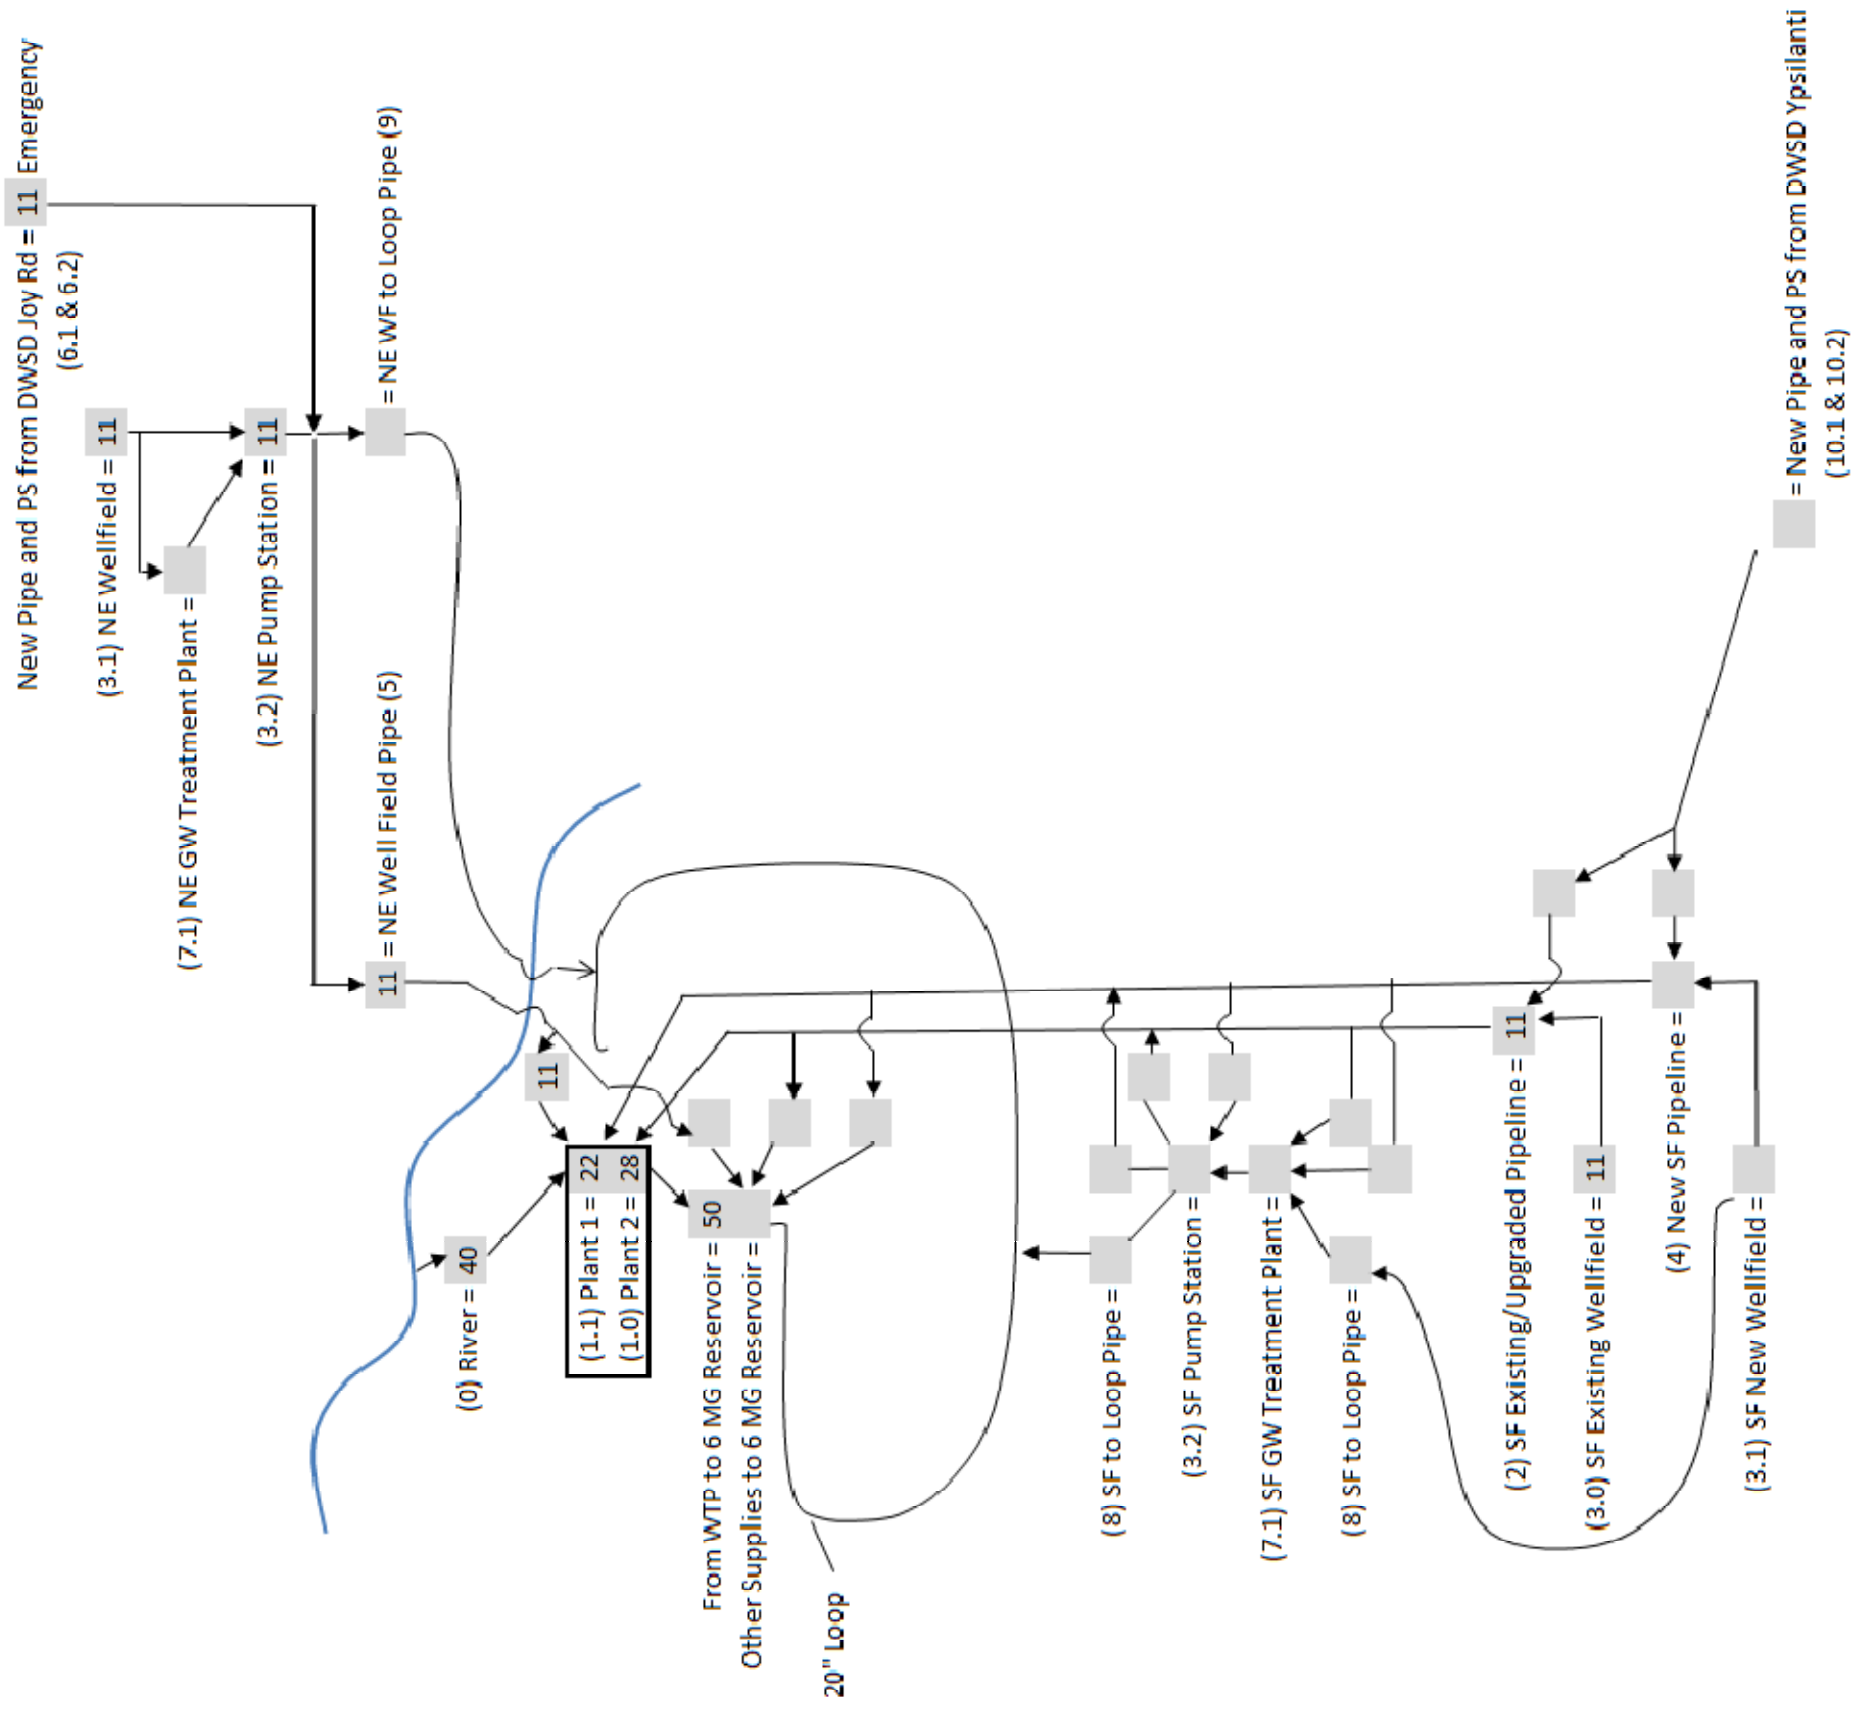 New Pipe and PS from DWSD Joy Rd = 11 Emergency
(6.1 & 6.2)
(3.1) NE Wellfield = 11
(7.1) NE GW Treatment Plant =
(3.2) NE Pump Station = 11
= NE WF to Loop Pipe (9)
11 = NE Well Field Pipe (5)
(0) River = 40
11
(1.1) Plant 1 = 22
(1.0) Plant 2 = 28
From WTP to 6 MG Reservoir = 50
Other Supplies to 6 MG Reservoir =
20" Loop
(8) SF to Loop Pipe =
(3.2) SF Pump Station =
(7.1) SF GW Treatment Plant =
(8) SF to Loop Pipe =
(2) SF Existing/Upgraded Pipeline = 11
(3.0) SF Existing Wellfield = 11
(4) New SF Pipeline =
(3.1) SF New Wellfield =
= New Pipe and PS from DWSD Ypsilanti
(10.1 & 10.2)